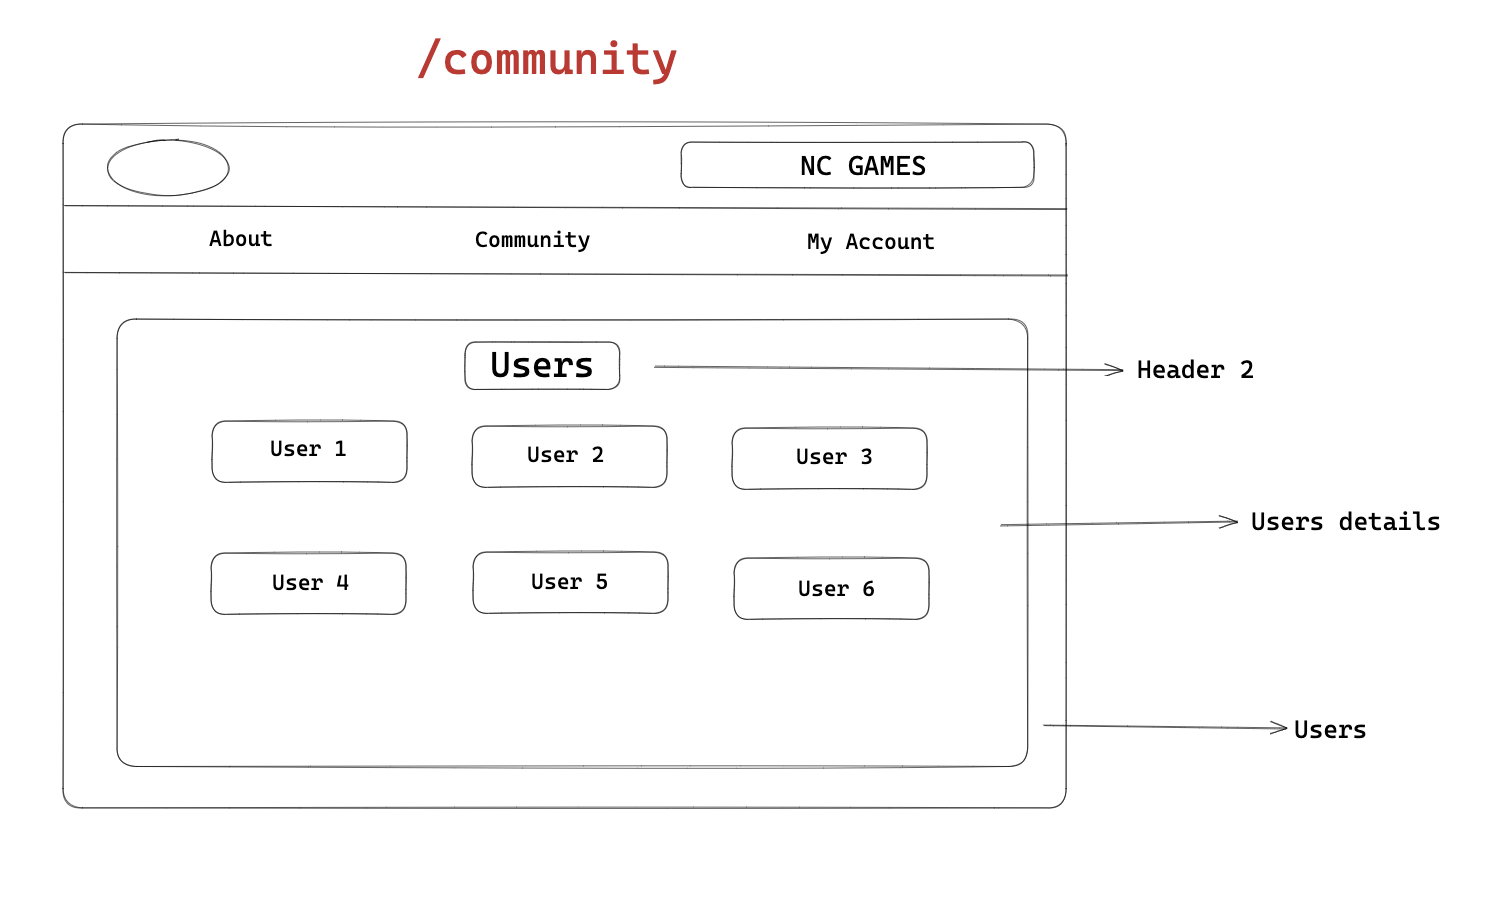 /community
NC GAMES
About
Community
My Account
Users
Header 2
User 1
User 2
User 3
Users details
User 4
User 5
User 6
Users